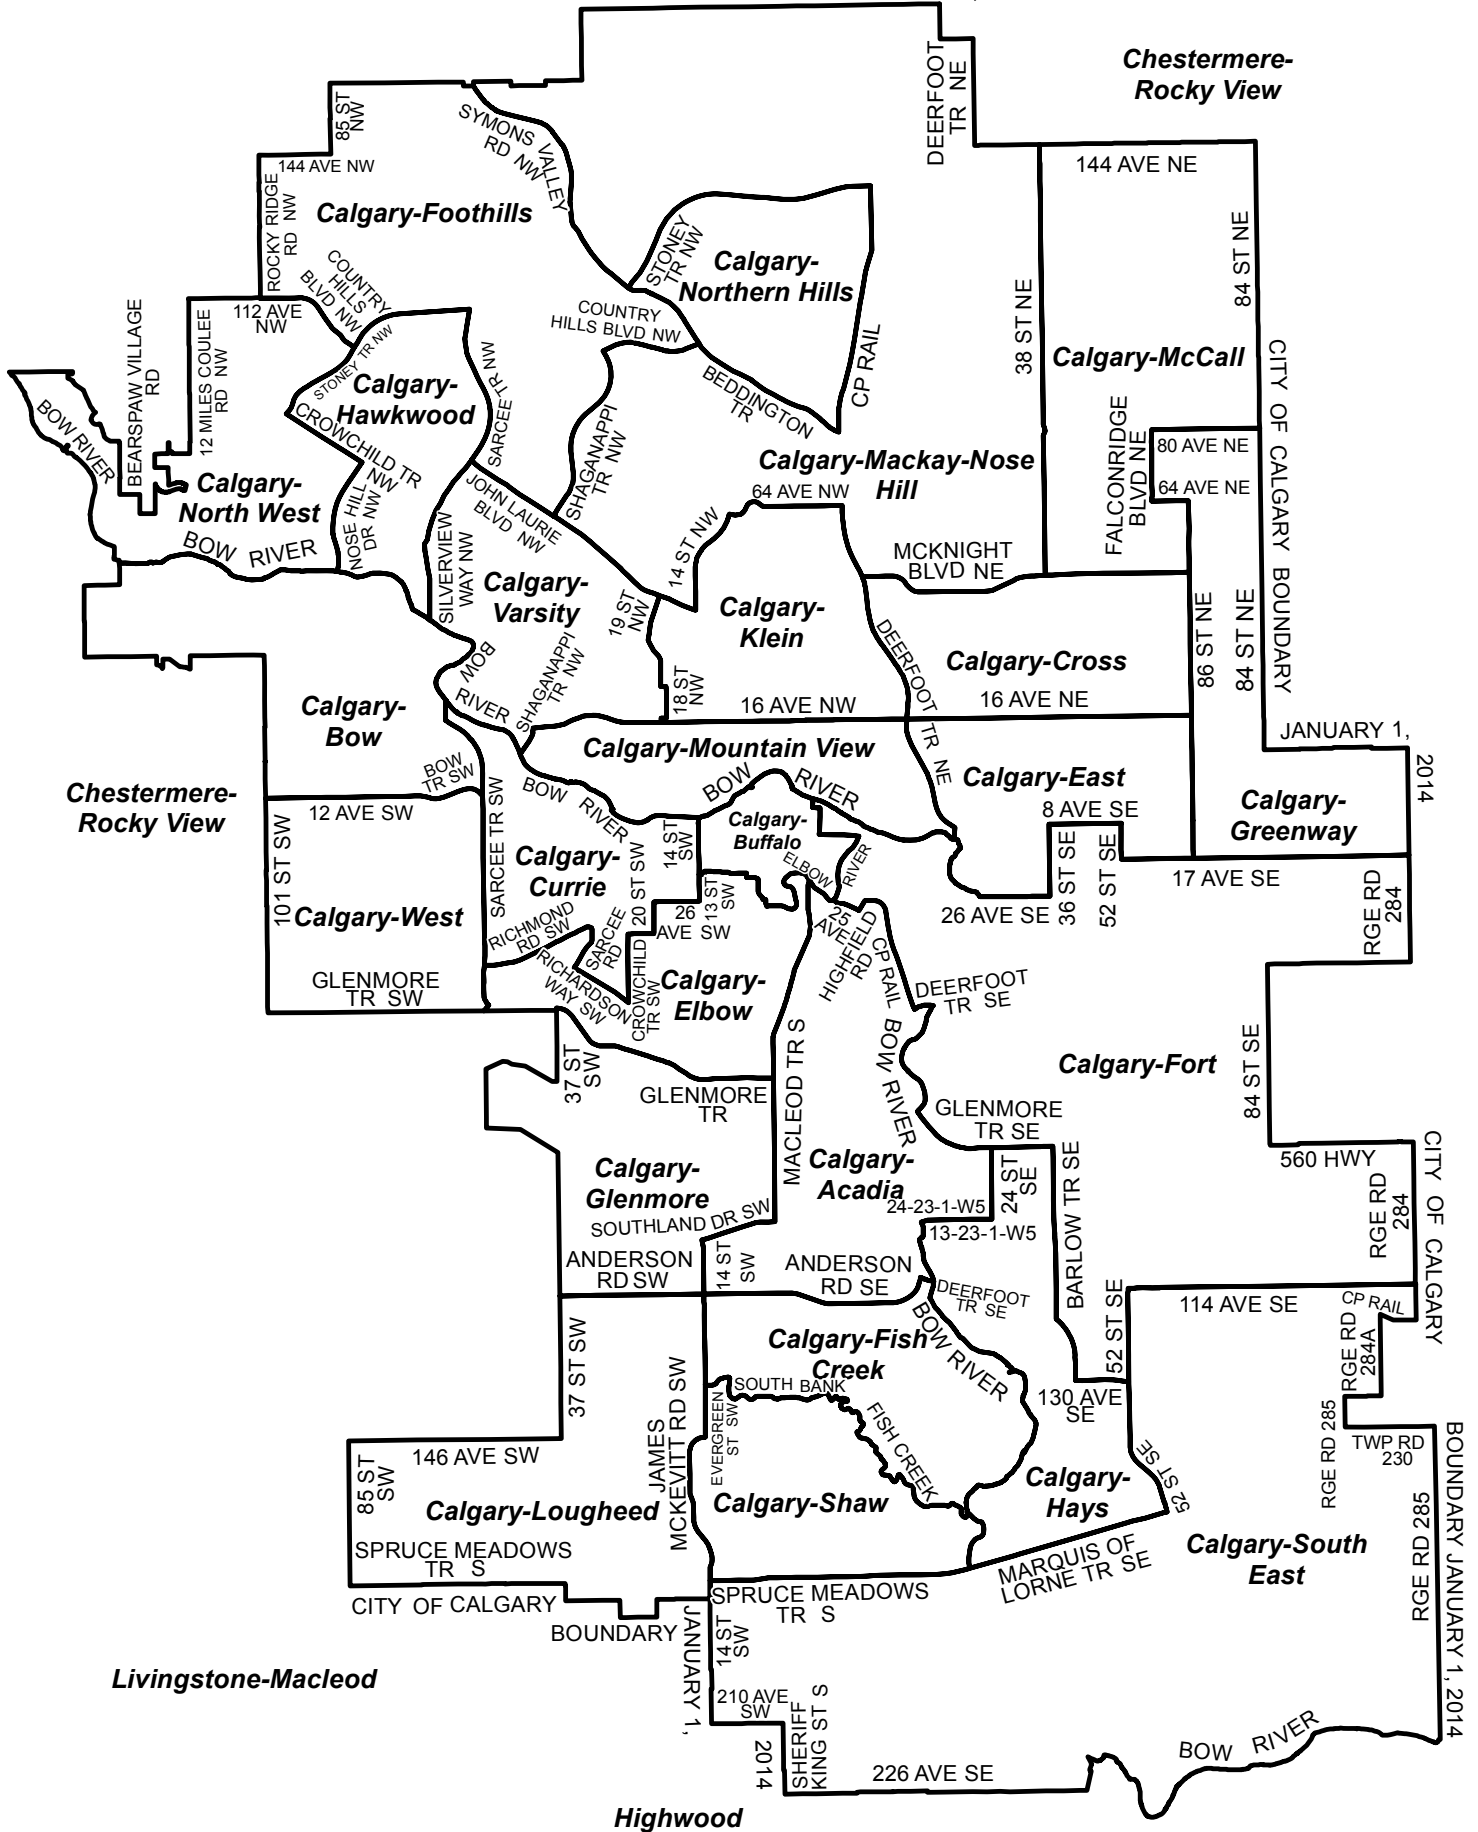 Chestermere-
Rocky View
DEERFOOT
TR NE
85 ST
NW
SYMONS VALLEY
RD NW
144 AVE NW
144 AVE NE
ROCKY RIDGE
RD NW
Calgary-Foothills
84 ST NE
STONEY
TR NW
Calgary-
Northern Hills
COUNTRY
HILLS
BLVD NW
38 ST NE
112 AVE
NW
COUNTRY
HILLS BLVD NW
BEARSPAW VILLAGE
RD
12 MILES COULEE
RD NW
STONEY TR NW
SARCEE TR NW
CP RAIL
Calgary-McCall
CITY OF CALGARY BOUNDARY
JANUARY 1,
2014
Calgary-
Hawkwood
BEDDINGTON
TR
BOW RIVER
CROWCHILD TR
NW
SHAGANAPPI
TR NW
FALCONRIDGE
BLVD NE
80 AVE NE
Calgary-Mackay-Nose
Hill
64 AVE NE
64 AVE NW
Calgary-
North West
JOHN LAURIE
BLVD NW
NOSE HILL
DR NW
14 ST NW
BOW RIVER
SILVERVIEW
WAY NW
MCKNIGHT
BLVD NE
Calgary-
Varsity
19 ST
NW
Calgary-
Klein
86 ST NE
84 ST NE
DEERFOOT
TR NE
Calgary-Cross
BOW
RIVER
SHAGANAPPI
TR NW
18 ST
NW
16 AVE NW
16 AVE NE
Calgary-
Bow
Calgary-Mountain View
Calgary-East
BOW
TR SW
BOW RIVER
BOW RIVER
Chestermere-
Rocky View
12 AVE SW
8 AVE SE
Calgary-
Greenway
Calgary-
Buffalo
SARCEE TR SW
14 ST
SW
101 ST SW
Calgary-
Currie
20 ST SW
ELBOW
RIVER
36 ST SE
52 ST SE
17 AVE SE
13 ST
SW
RGE RD
284
Calgary-West
26
AVE SW
26 AVE SE
25
AVE
RICHMOND
RD SW
SARCEE
RD
HIGHFIELD
RD
CP RAIL
RICHARDSON
WAY SW
CROWCHILD
TR SW
GLENMORE
TR SW
Calgary-
Elbow
DEERFOOT
TR SE
MACLEOD TR S
BOW RIVER
37 ST
SW
Calgary-Fort
84 ST SE
GLENMORE
TR
GLENMORE
TR SE
560 HWY
CITY OF CALGARY
BOUNDARY JANUARY 1, 2014
Calgary-
Glenmore
Calgary-
Acadia
24 ST
SE
BARLOW TR SE
RGE RD
284
24-23-1-W5
13-23-1-W5
SOUTHLAND DR SW
ANDERSON
RD SW
14 ST
SW
ANDERSON
RD SE
DEERFOOT
TR SE
52 ST SE
114 AVE SE
CP RAIL
37 ST SW
Calgary-Fish
Creek
BOW RIVER
RGE RD
284A
JAMES
MCKEVITT RD SW
SOUTH BANK
FISH CREEK
EVERGREEN
ST SW
130 AVE
SE
RGE RD 285
TWP RD
230
146 AVE SW
85 ST
SW
52 ST SE
Calgary-Lougheed
Calgary-Shaw
Calgary-
Hays
RGE RD 285
Calgary-South
East
SPRUCE MEADOWS
TR S
MARQUIS OF
LORNE TR SE
CITY OF CALGARY
BOUNDARY
JANUARY 1,
2014
SPRUCE MEADOWS
TR S
14 ST
SW
Livingstone-Macleod
210 AVE
SW
SHERIFF
KING ST S
BOW RIVER
226 AVE SE
Highwood